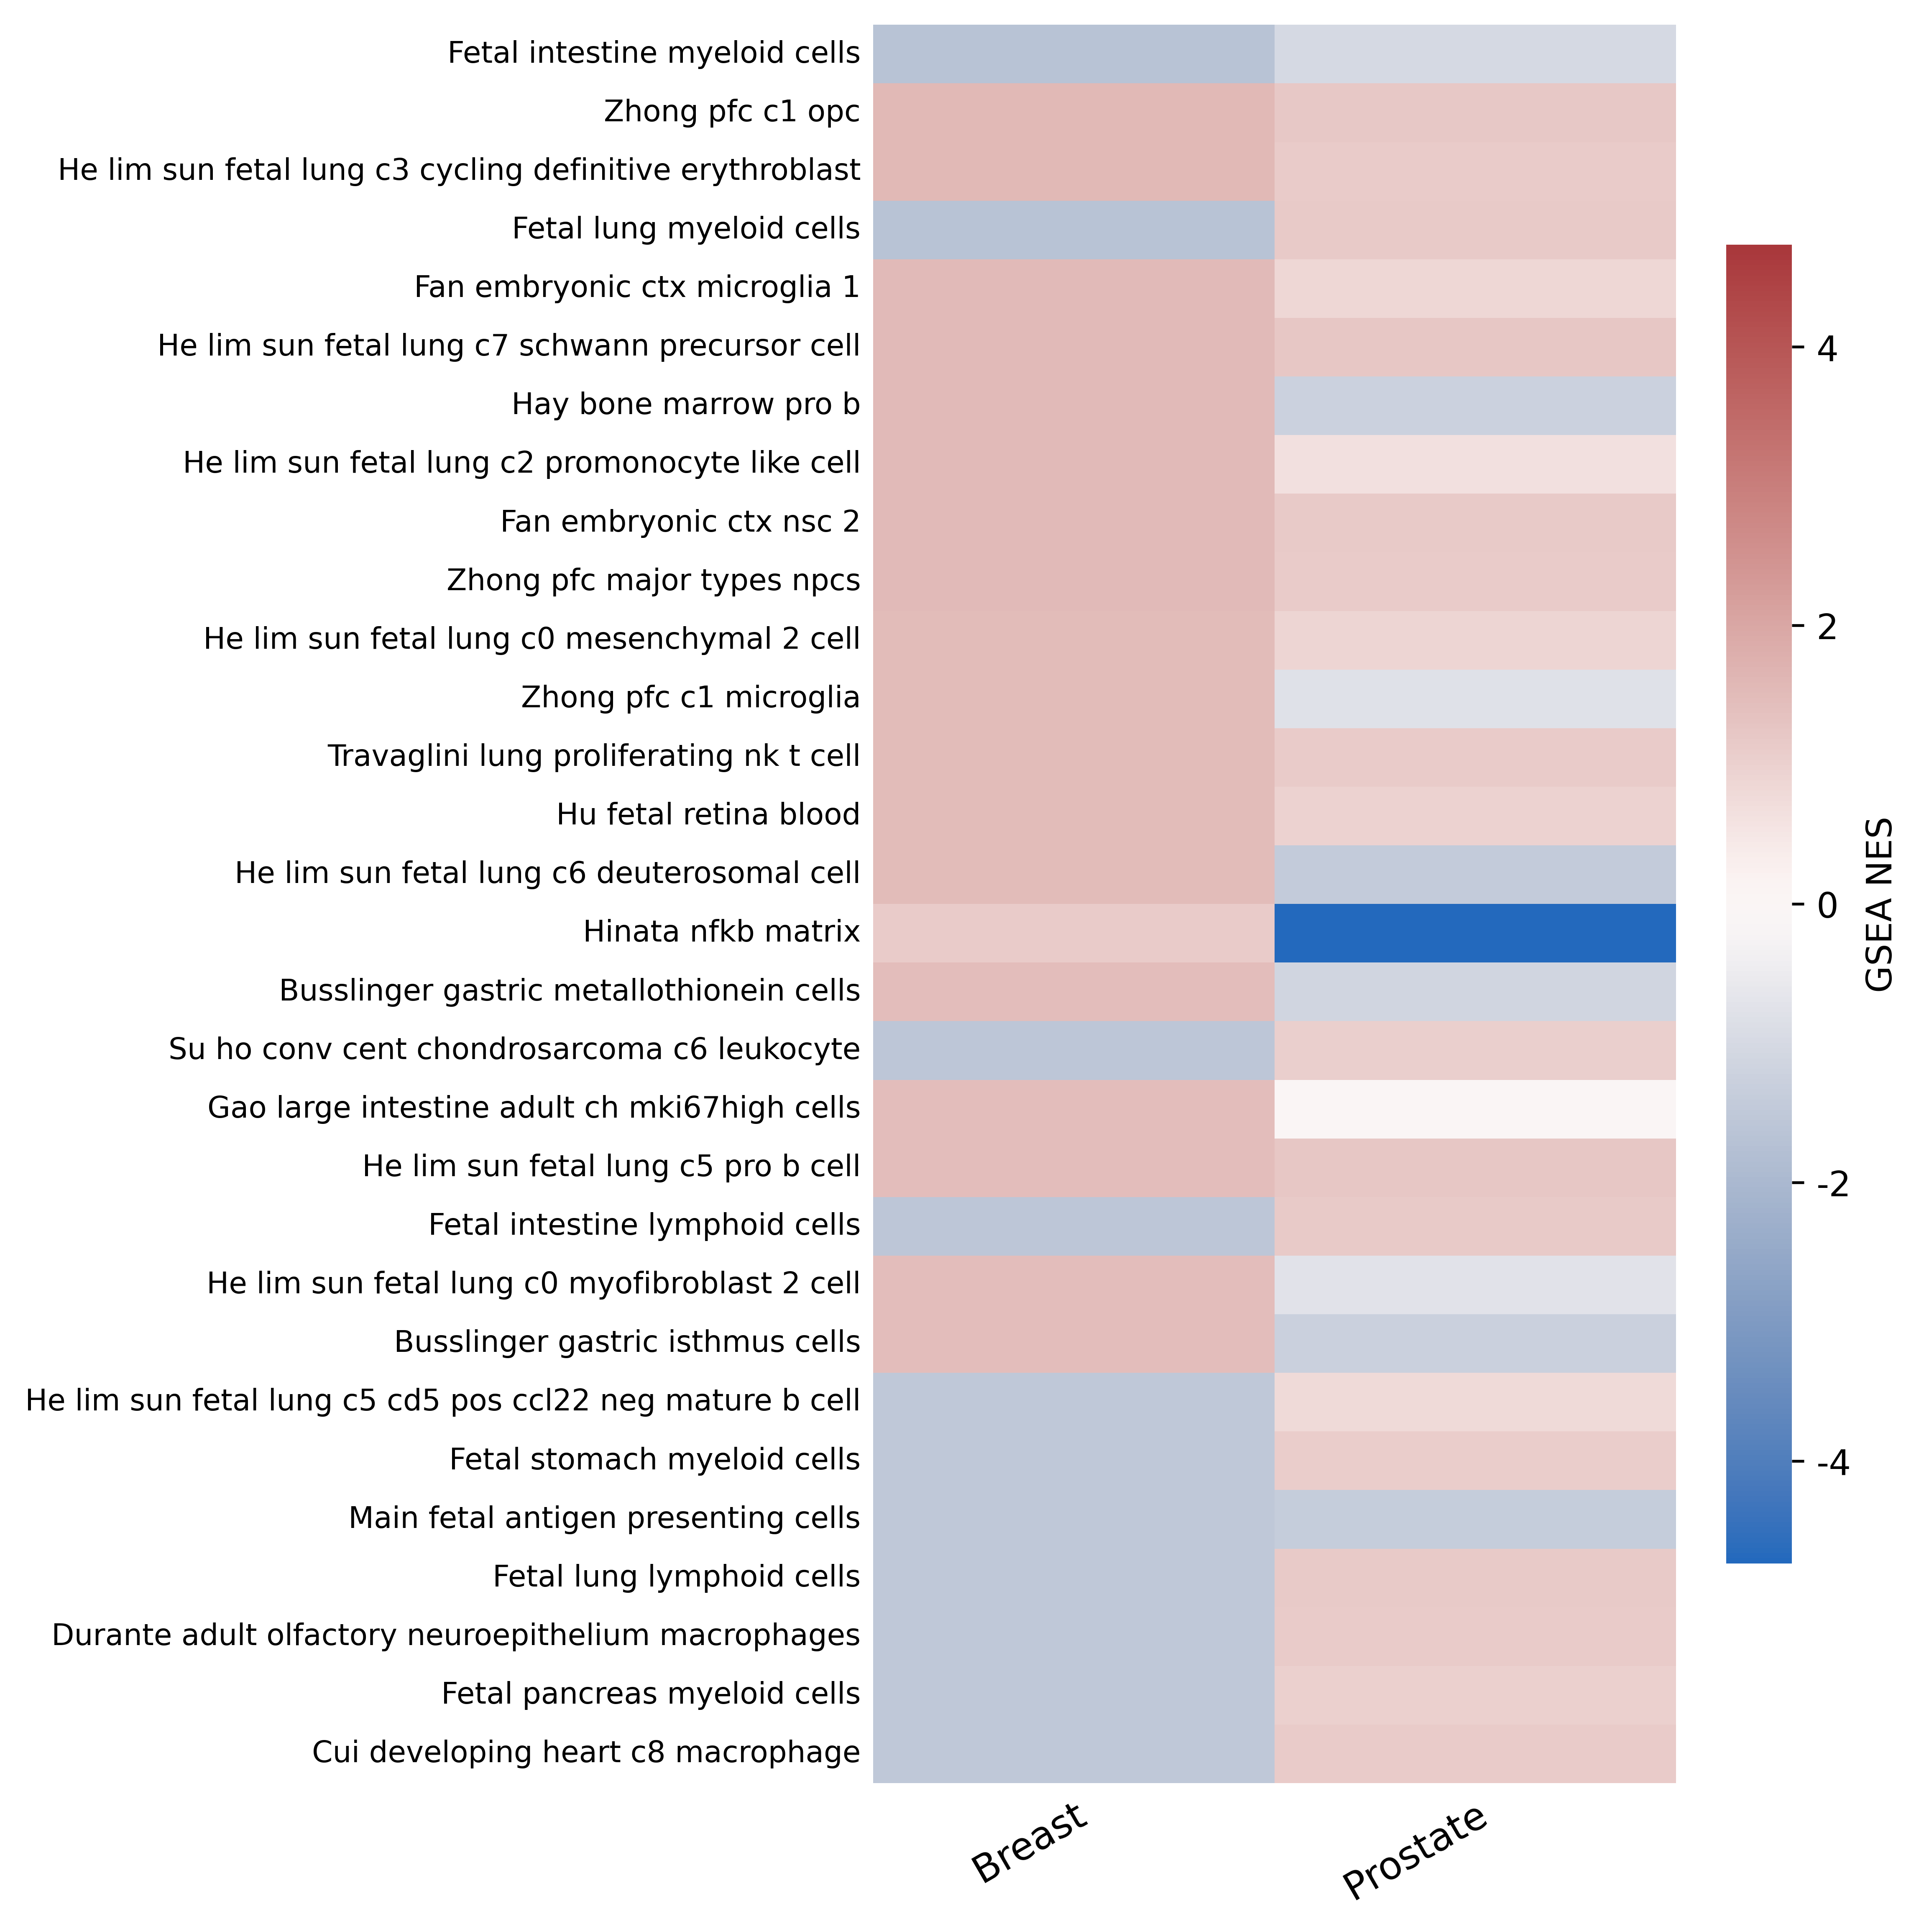 Fetal intestine myeloid cells
Zhong pfc c1 opc
He lim sun fetal lung c3 cycling definitive erythroblast
Fetal lung myeloid cells
Fan embryonic ctx microglia 1
He lim sun fetal lung c7 schwann precursor cell
Hay bone marrow pro b
He lim sun fetal lung c2 promonocyte like cell
Fan embryonic ctx nsc 2
Zhong pfc major types npcs
He lim sun fetal lung c0 mesenchymal 2 cell
Zhong pfc c1 microglia
Travaglini lung proliferating nk t cell
Hu fetal retina blood
He lim sun fetal lung c6 deuterosomal cell
Hinata nfkb matrix
Busslinger gastric metallothionein cells
Su ho conv cent chondrosarcoma c6 leukocyte
Gao large intestine adult ch mki67high cells
He lim sun fetal lung c5 pro b cell
Fetal intestine lymphoid cells
He lim sun fetal lung c0 myofibroblast 2 cell
Busslinger gastric isthmus cells
He lim sun fetal lung c5 cd5 pos ccl22 neg mature b cell
Fetal stomach myeloid cells
Main fetal antigen presenting cells
Fetal lung lymphoid cells
Durante adult olfactory neuroepithelium macrophages
Fetal pancreas myeloid cells
Cui developing heart c8 macrophage
Breast
Prostate
4
2
0
-2
-4
GSEA NES